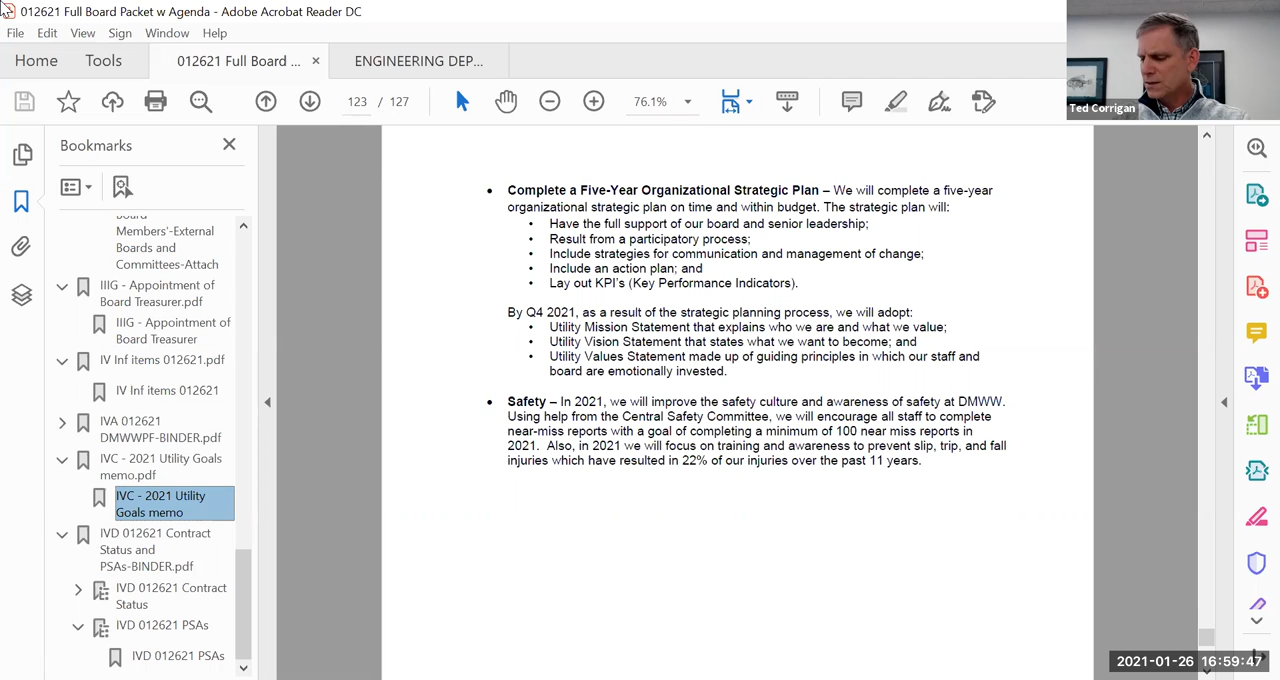 012621 Full Board Packet w Agenda - Adobe Acrobat Reader DC
File Edit View Sign Window Help
Home Tools 012621 Full Board ... × ENGINEERING DEP...
123 / 127 76.1%
Ted Corrigan
Bookmarks
Board
Members'-External
Boards and
Committees-Attach
IIIG - Appointment of
Board Treasurer.pdf
IIIG - Appointment of
Board Treasurer
IV Inf items 012621.pdf
IV Inf items 012621
IVA 012621
DMWWPF-BINDER.pdf
IVC - 2021 Utility Goals
memo.pdf
IVC - 2021 Utility
Goals memo
IVD 012621 Contract
Status and
PSAs-BINDER.pdf
IVD 012621 Contract
Status
IVD 012621 PSAs
IVD 012621 PSAs
• Complete a Five-Year Organizational Strategic Plan – We will complete a five-year
organizational strategic plan on time and within budget. The strategic plan will:
• Have the full support of our board and senior leadership;
• Result from a participatory process;
• Include strategies for communication and management of change;
• Include an action plan; and
• Lay out KPI's (Key Performance Indicators).
By Q4 2021, as a result of the strategic planning process, we will adopt:
• Utility Mission Statement that explains who we are and what we value;
• Utility Vision Statement that states what we want to become; and
• Utility Values Statement made up of guiding principles in which our staff and
board are emotionally invested.
• Safety – In 2021, we will improve the safety culture and awareness of safety at DMWW.
Using help from the Central Safety Committee, we will encourage all staff to complete
near-miss reports with a goal of completing a minimum of 100 near miss reports in
2021. Also, in 2021 we will focus on training and awareness to prevent slip, trip, and fall
injuries which have resulted in 22% of our injuries over the past 11 years.
2021-01-26 16:59:47